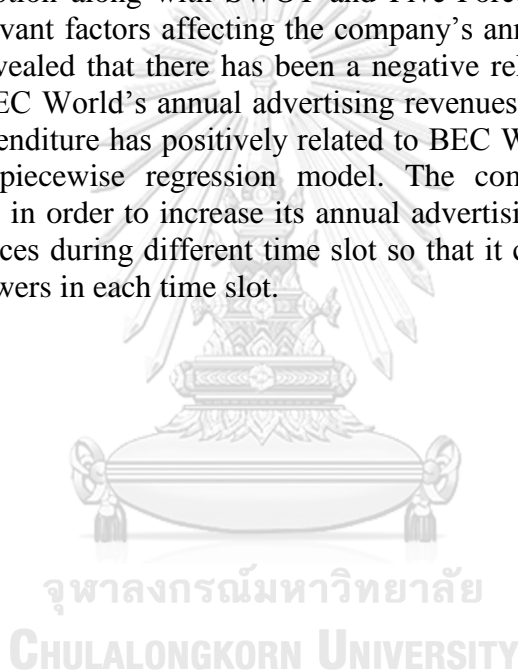 along with SWOT and Five Forces
vant factors affecting the company's ann
vealed that there has been a negative rel
EC World's annual advertising revenues
enditure has positively related to BEC W
piecewise regression model. The con
in order to increase its annual advertisi
ces during different time slot so that it c
wers in each time slot.
จุฬาลงกรณ์มหาวิทยาลัย
CHULALONGKORN UNIVERSITY